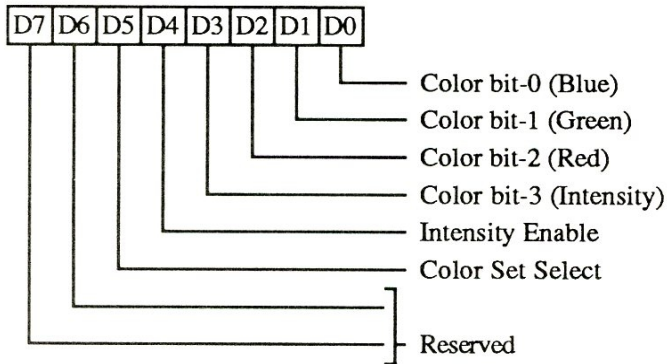 D7 D6 D5 D4 D3 D2 D1 D0
Color bit-0 (Blue)
Color bit-1 (Green)
Color bit-2 (Red)
Color bit-3 (Intensity)
Intensity Enable
Color Set Select
Reserved